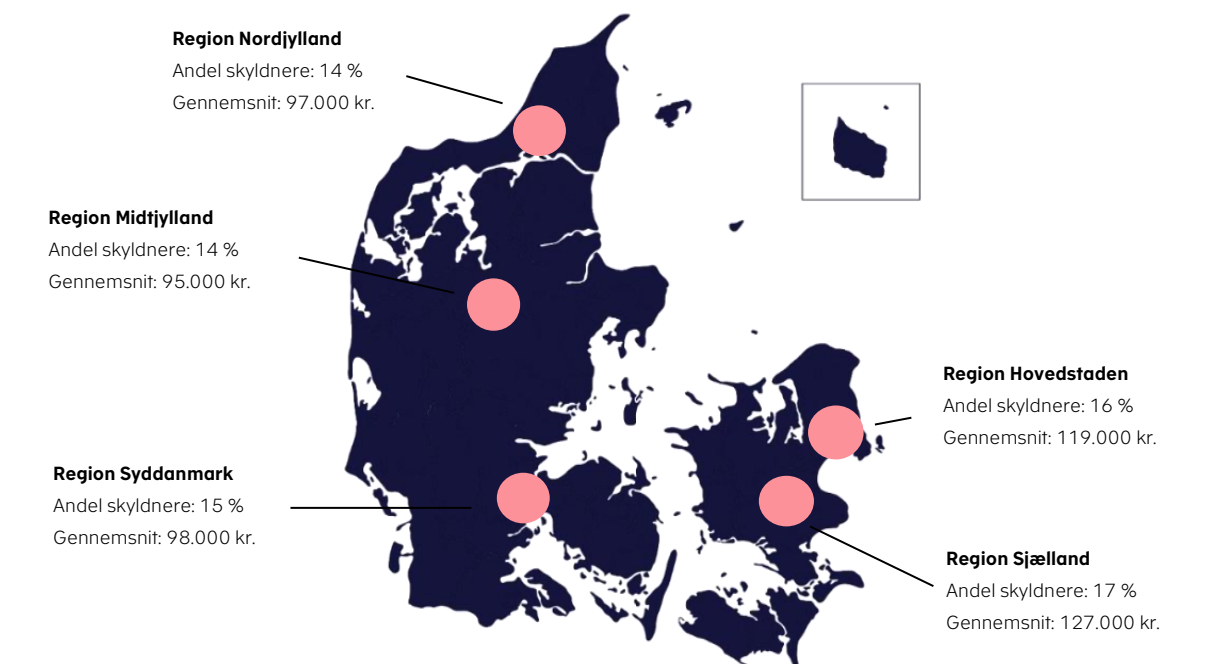 Region Nordjylland
Andel skyldnere: 14 %
Gennemsnit: 97.000 kr.
Region Midtjylland
Andel skyldnere: 14 %
Gennemsnit: 95.000 kr.
Region Hovedstaden
Andel skyldnere: 16 %
Gennemsnit: 119.000 kr.
Region Syddanmark
Andel skyldnere: 15 %
Gennemsnit: 98.000 kr.
Region Sjælland
Andel skyldnere: 17 %
Gennemsnit: 127.000 kr.